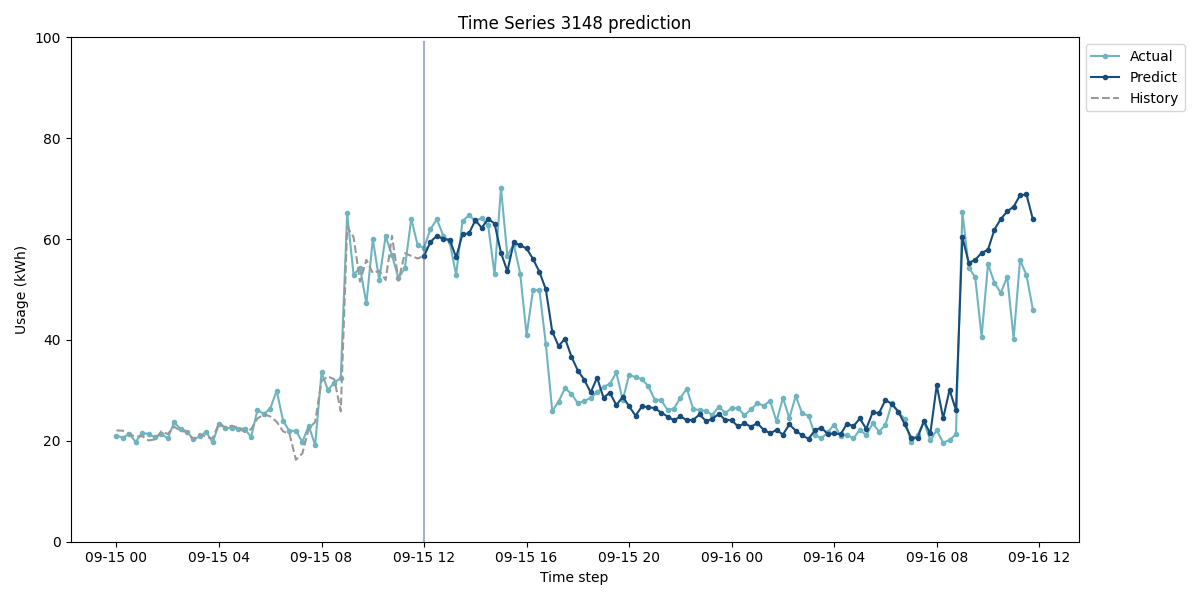 Time Series 3148 prediction
100
80
60
40
20
0
Usage (kWh)
09-15 00
09-15 04
09-15 08
09-15 12
09-15 16
09-15 20
09-16 00
09-16 04
09-16 08
09-16 12
Time step
Actual
Predict
History